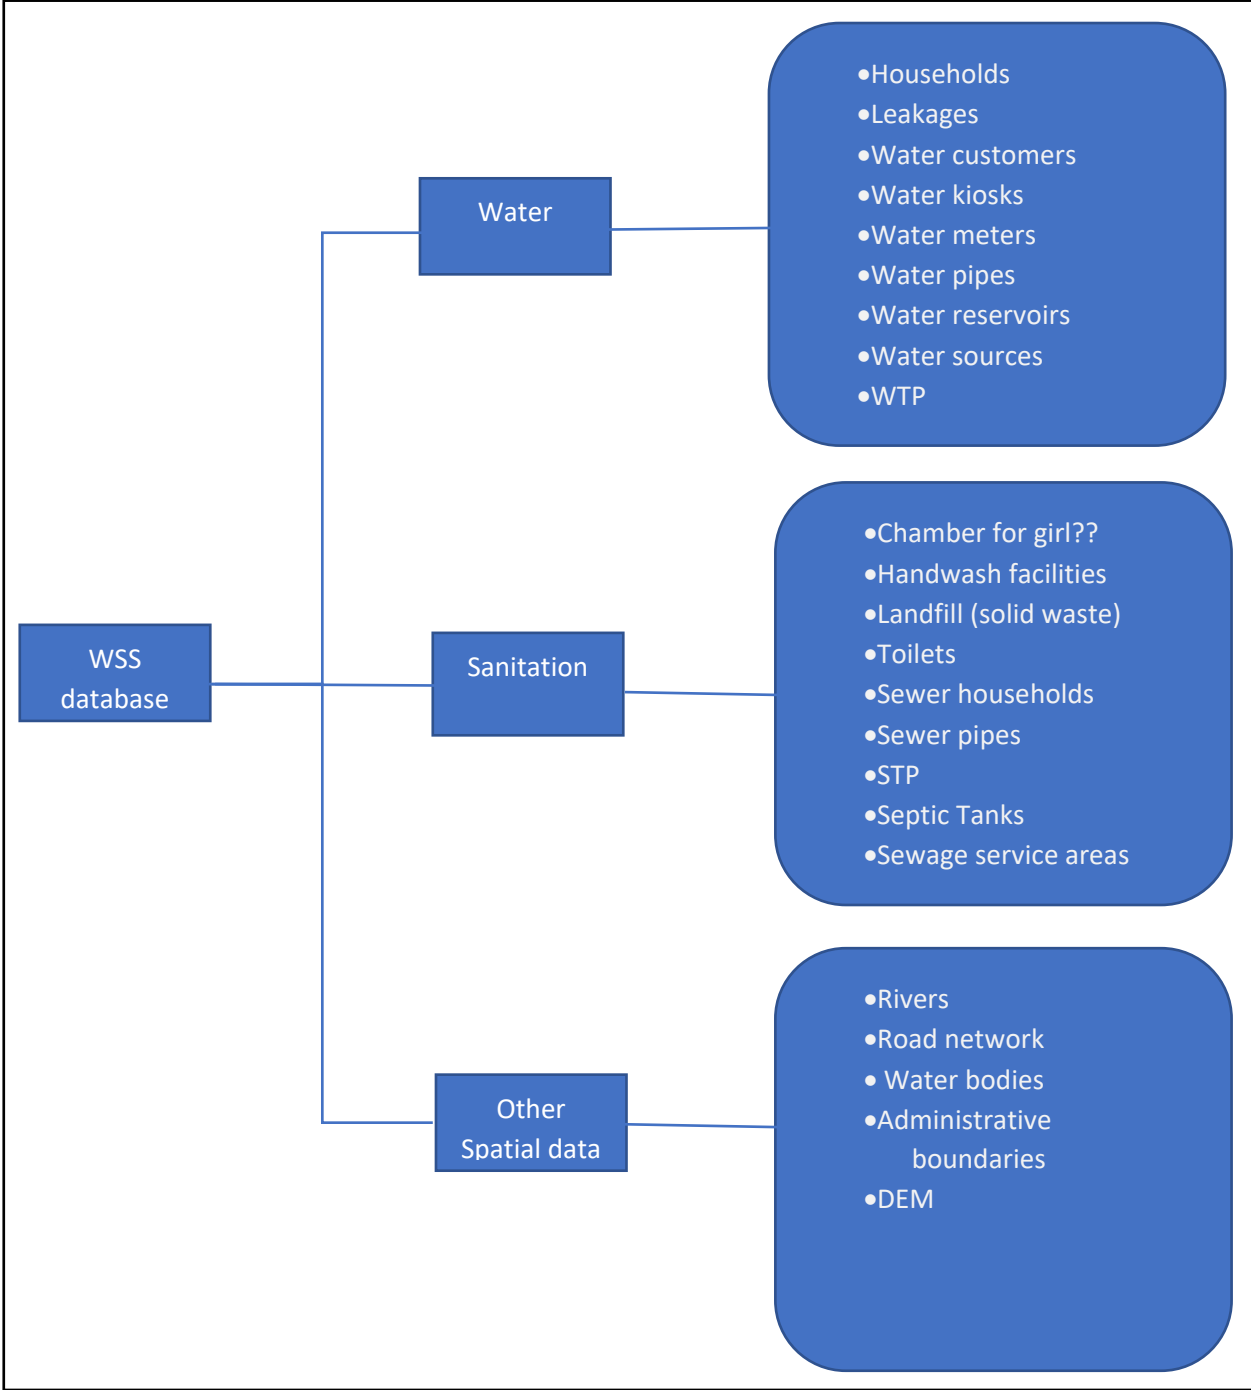 WSS
database
Water
•Households
•Leakages
•Water customers
•Water kiosks
•Water meters
•Water pipes
•Water reservoirs
•Water sources
•WTP
Sanitation
•Chamber for girl??
•Handwash facilities
•Landfill (solid waste)
•Toilets
•Sewer households
•Sewer pipes
•STP
•Septic Tanks
•Sewage service areas
Other
Spatial data
•Rivers
•Road network
• Water bodies
•Administrative
boundaries
•DEM